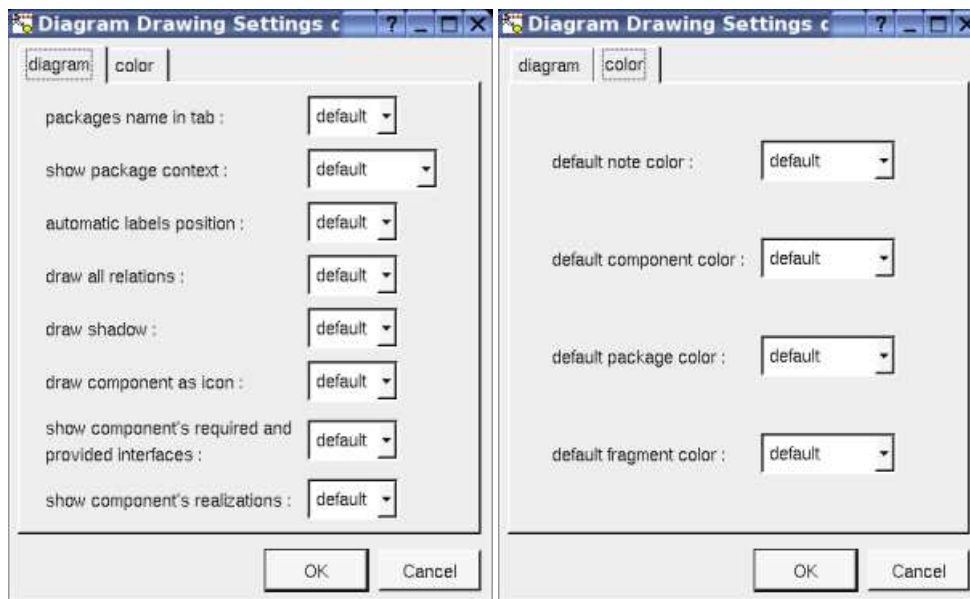 Diagram Drawing Settings c
diagram color
packages name in tab : default
show package context : default
automatic labels position : default
draw all relations : default
draw shadow : default
draw component as icon : default
show component's required and
provided interfaces : default
show component's realizations : default
OK Cancel
Diagram Drawing Settings c
diagram color
default note color : default
default component color : default
default package color : default
default fragment color : default
OK Cancel